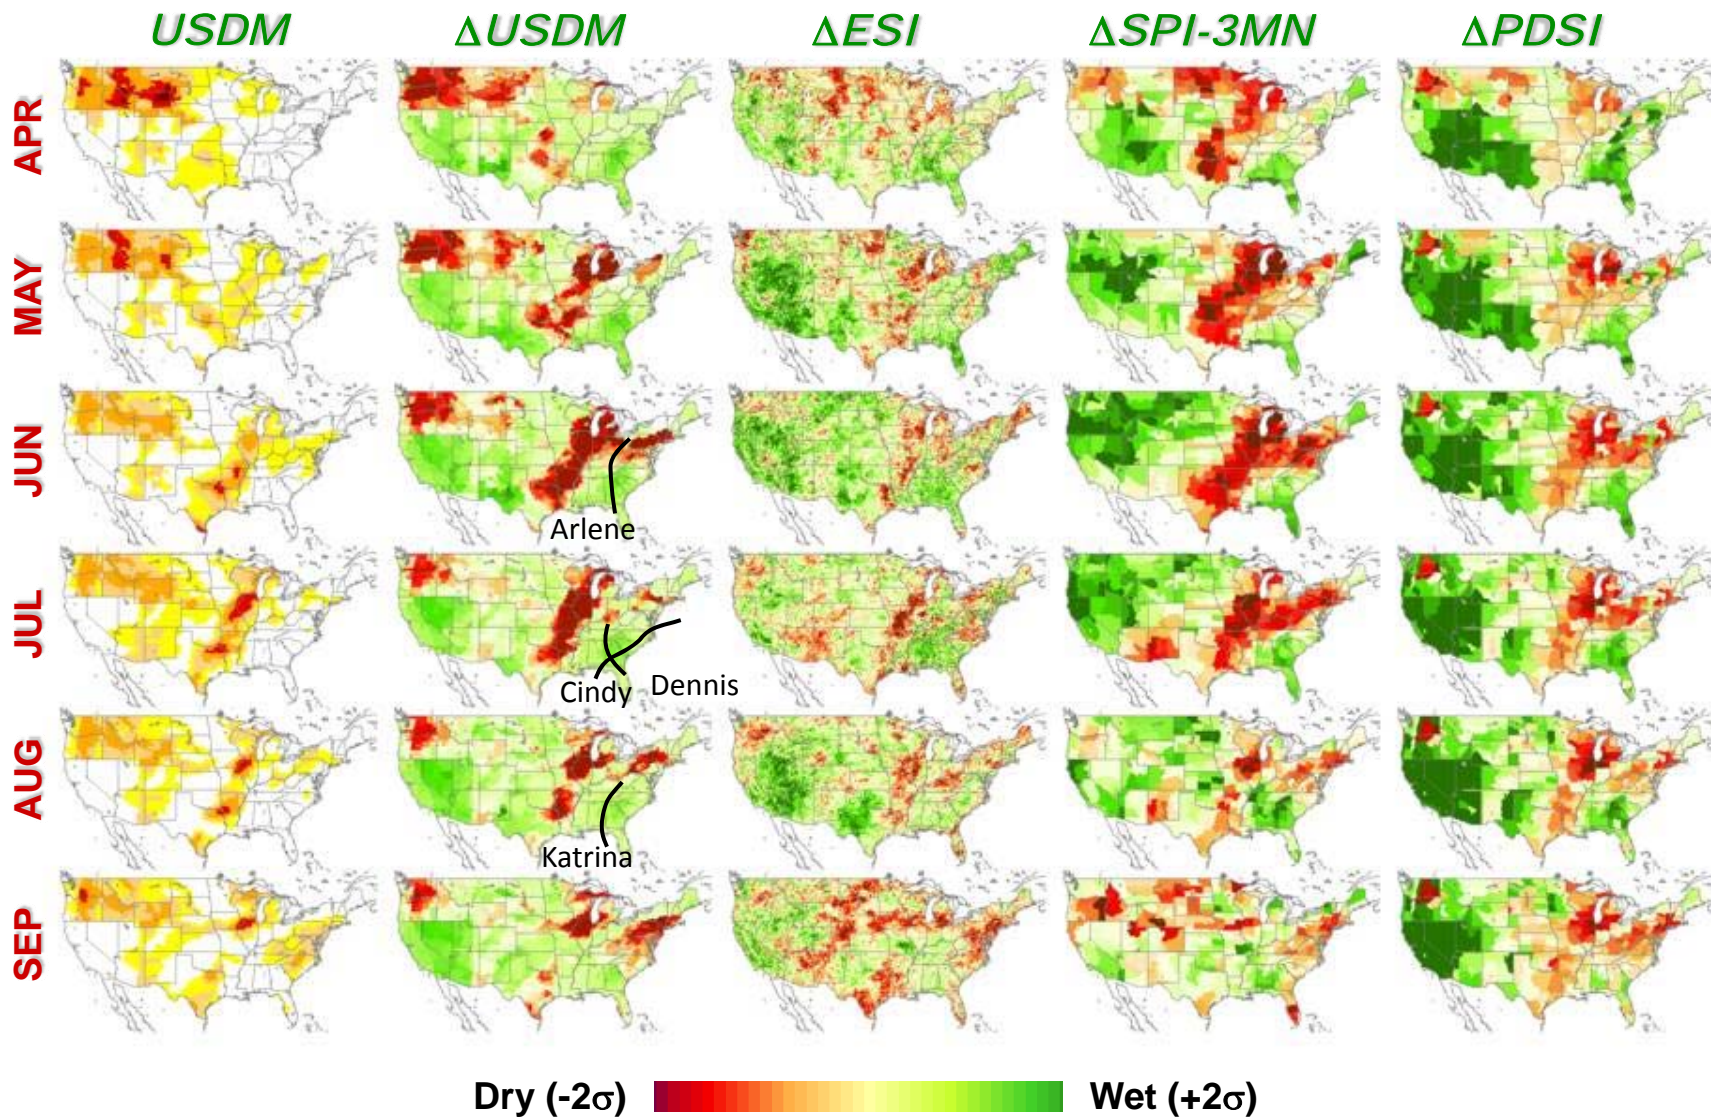 USDM ΔUSDM ΔESI ΔSPI-3MN ΔPDSI
APR
MAY
JUN
Arlene
JUL
Cindy Dennis
AUG
Katrina
SEP
Dry (-2σ) Wet (+2σ)